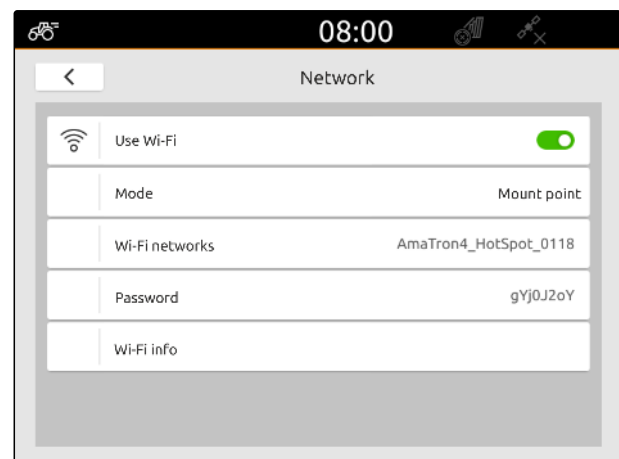 08:00
Network
Use Wi-Fi
Mode Mount point
Wi-Fi networks AmaTron4_HotSpot_0118
Password gYj0J2oY
Wi-Fi info